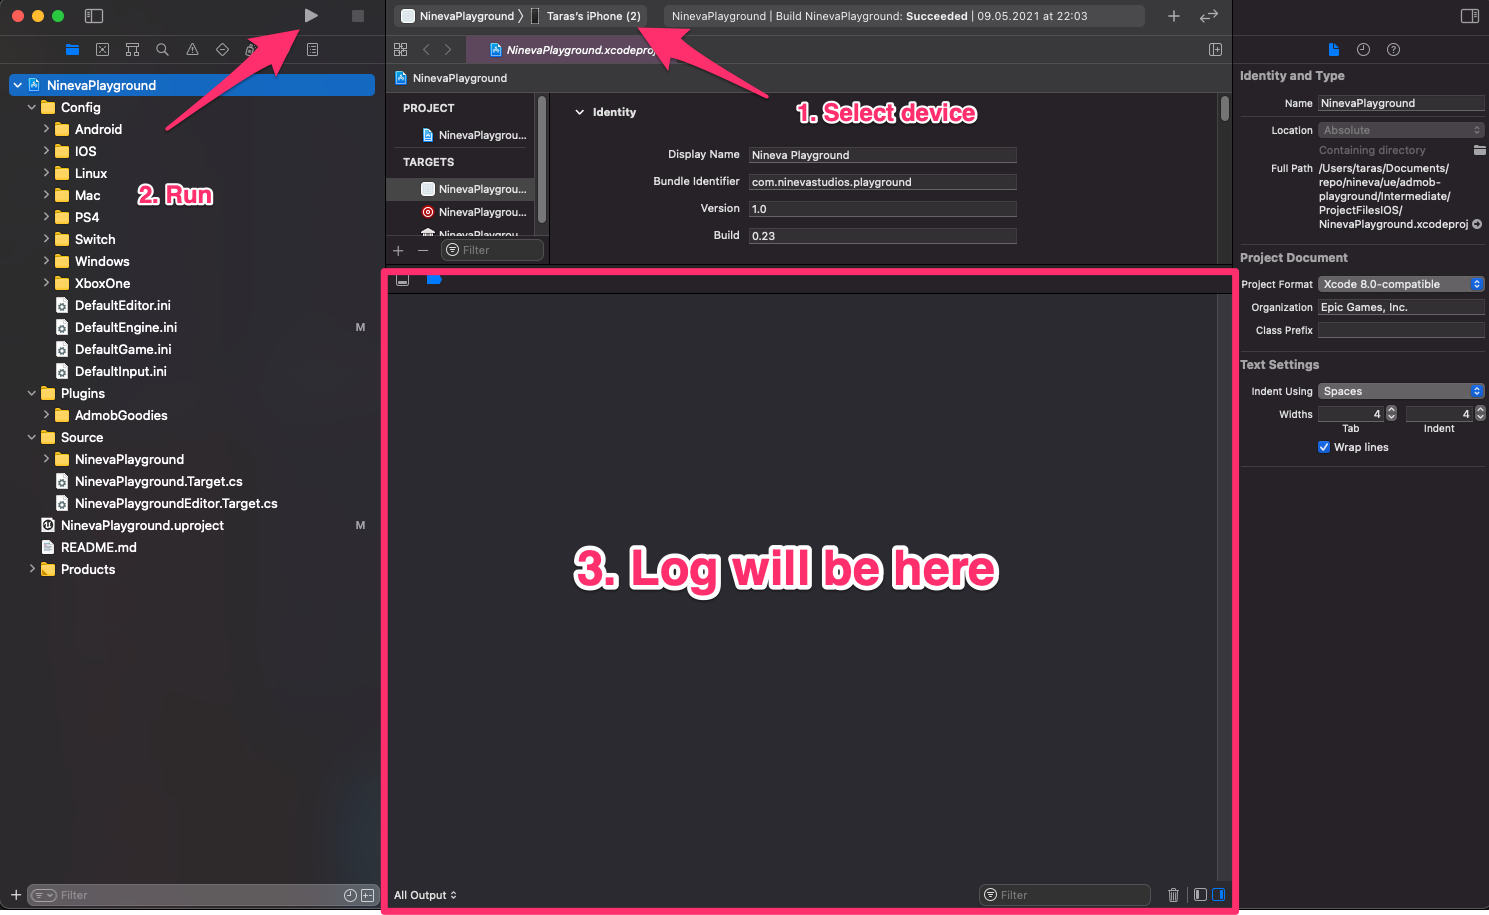 NinevaPlayground
Taras's iPhone (2)
NinevaPlayground | Build NinevaPlayground: Succeeded | 09.05.2021 at 22:03
NinevaPlayground
Config
Android
IOS
Linux
Mac
PS4
Switch
Windows
XboxOne
DefaultEditor.ini
DefaultEngine.ini
M
DefaultGame.ini
DefaultInput.ini
Plugins
AdmobGoodies
Source
NinevaPlayground
NinevaPlayground.Target.cs
NinevaPlaygroundEditor.Target.cs
NinevaPlayground.uproject
M
README.md
Products
Filter
2. Run
NinevaPlayground.xcodeproj
NinevaPlayground
PROJECT
NinevaPlaygrou...
TARGETS
NinevaPlaygrou...
NinevaPlaygrou...
NinevaPlaygrou
Filter
1. Select device
Identity
Display Name
Nineva Playground
Bundle Identifier
com.ninevastudios.playground
Version
1.0
Build
0.23
3. Log will be here
All Output
Filter
Identity and Type
Name
NinevaPlayground
Location
Absolute
Containing directory
Full Path
/Users/taras/Documents/
repo/nineva/ue/admob-
playground/Intermediate/
ProjectFilesIOS/
NinevaPlayground.xcodeproj
Project Document
Project Format
Xcode 8.0-compatible
Organization
Epic Games, Inc.
Class Prefix
Text Settings
Indent Using
Spaces
Widths
4
4
Tab
Indent
Wrap lines